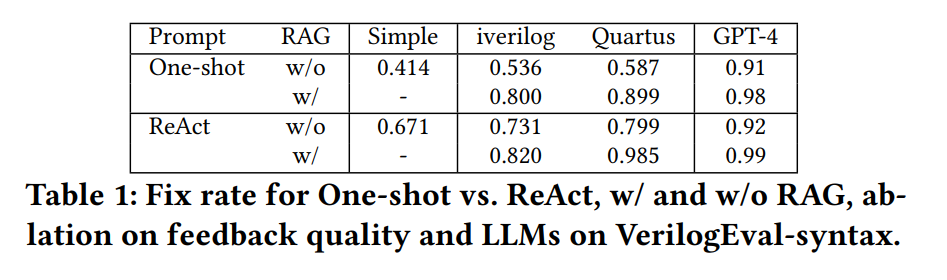 Prompt RAG Simple iverilog Quartus GPT-4
One-shot w/o 0.414 0.536 0.587 0.91
w/ - 0.800 0.899 0.98
ReAct w/o 0.671 0.731 0.799 0.92
w/ - 0.820 0.985 0.99
Table 1: Fix rate for One-shot vs. ReAct, w/ and w/o RAG, ab-
lation on feedback quality and LLMs on VerilogEval-syntax.